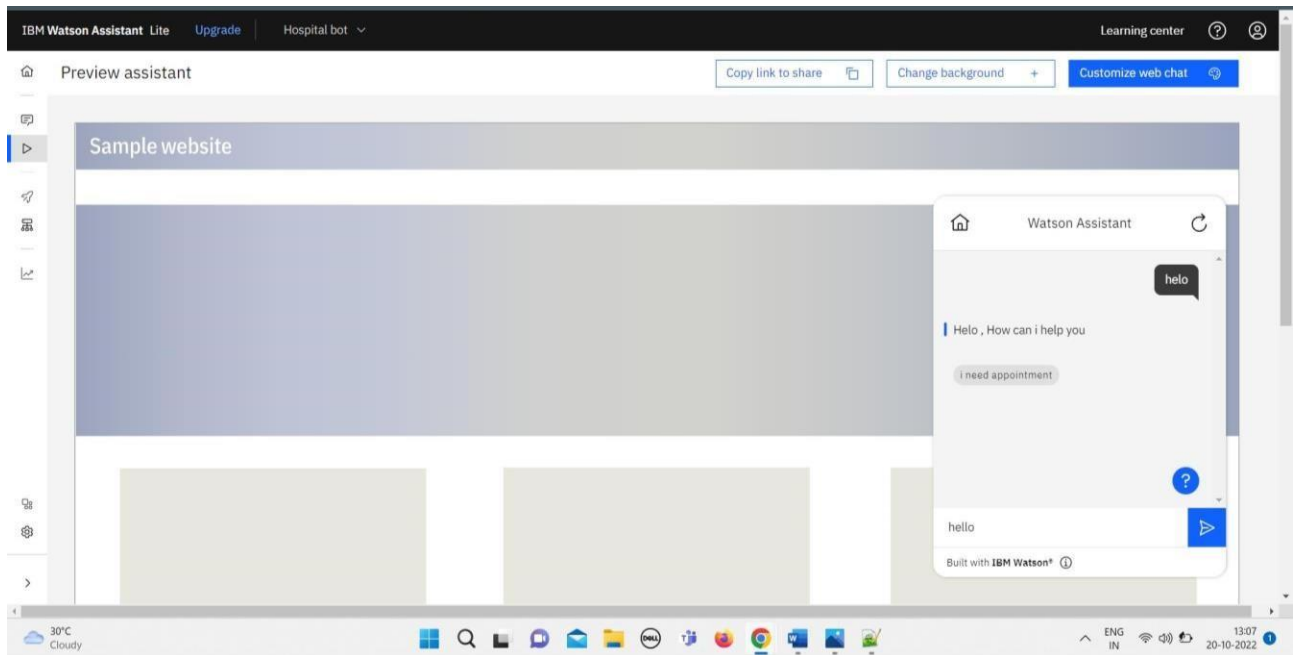 IBM Watson Assistant Lite Upgrade Hospital bot Learning center
Preview assistant Copy link to share Change background + Customize web chat
Sample website
Watson Assistant
helo
Helo , How can i help you
i need appointment
?
hello
Built with IBM Watson®
30°C
Cloudy
DELL
ENG
IN
13:07
20-10-2022
1